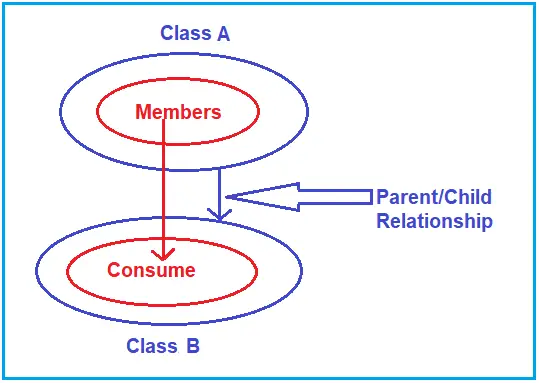 Class A
Members
Parent/Child
Relationship
Consume
Class B